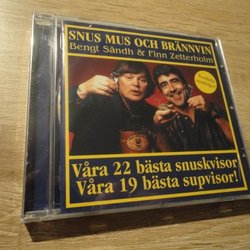 SNUS MUS OCH BRÄNNVIN
Bengt Sändh & Finn Zetterholm
Våra 22 bästa snuskvisor
Våra 19 bästa supvisor!